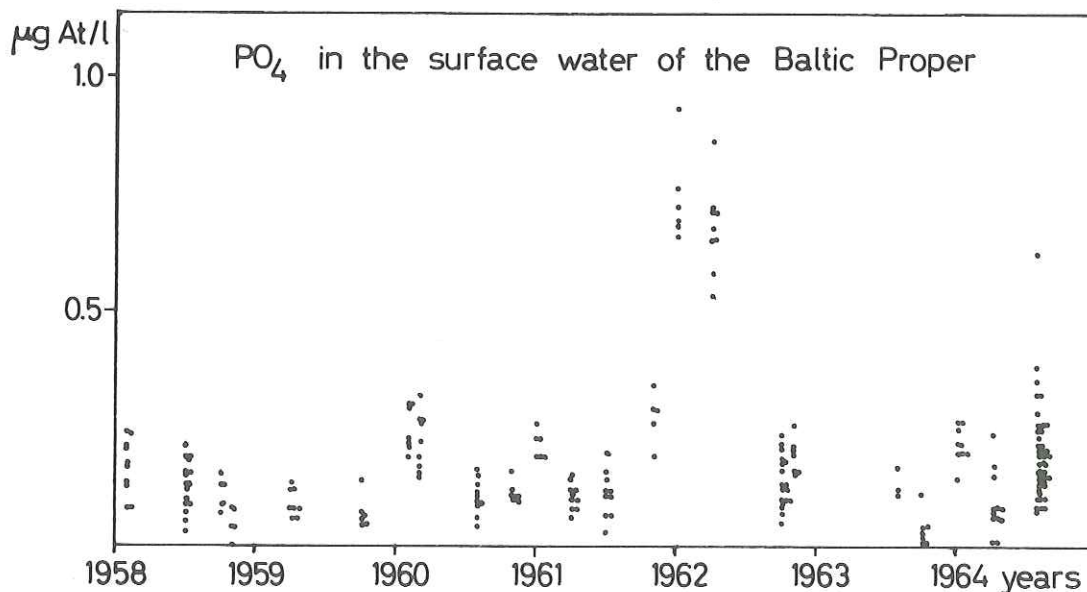 µg At/l
PO4 in the surface water of the Baltic Proper
1.0
0.5
1958 1959 1960 1961 1962 1963 1964 years